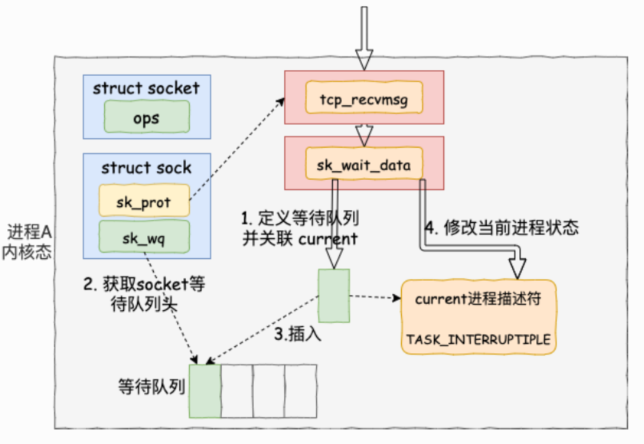 struct socket
ops
tcp_recvmsg
struct sock
sk_prot
sk_wq
sk_wait_data
进程A
内核态
1. 定义等待队列
并关联 current
4. 修改当前进程状态
2. 获取socket等
待队列头
3.插入
current进程描述符
TASK_INTERRUPTIPLE
等待队列